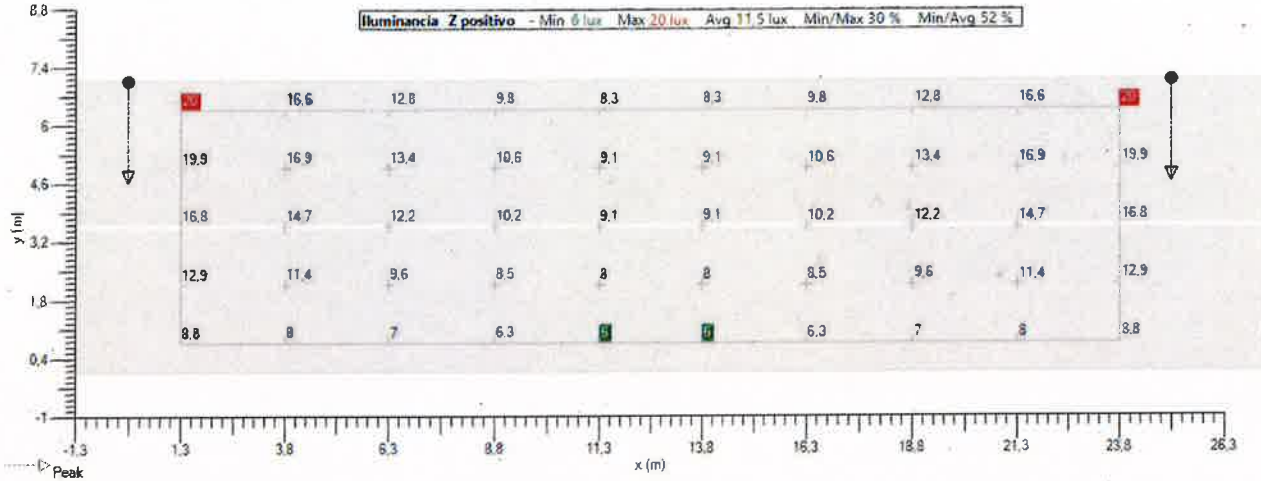 8,8
Iluminancia Z positivo - Min 6 lux Max 20 lux Avg 11,5 lux Min/Max 30 % Min/Avg 52 %
7,4
20 16,6 12,8 9,8 8,3 8,3 9,8 12,8 16,6 20
6
19,9 16,9 13,4 10,6 9,1 9,1 10,6 13,4 16,9 19,9
4,6
16,8 14,7 12,2 10,2 9,1 9,1 10,2 12,2 14,7 16,8
y [m]
3,2
12,9 11,4 9,6 8,5 8 8 8,5 9,6 11,4 12,9
1,8
8,8 8 7 6,3 6 6 6,3 7 8 8,8
0,4
-1
-1,3 1,3 3,8 6,3 8,8 11,3 13,8 16,3 18,8 21,3 23,8 26,3
x (m)
Peak